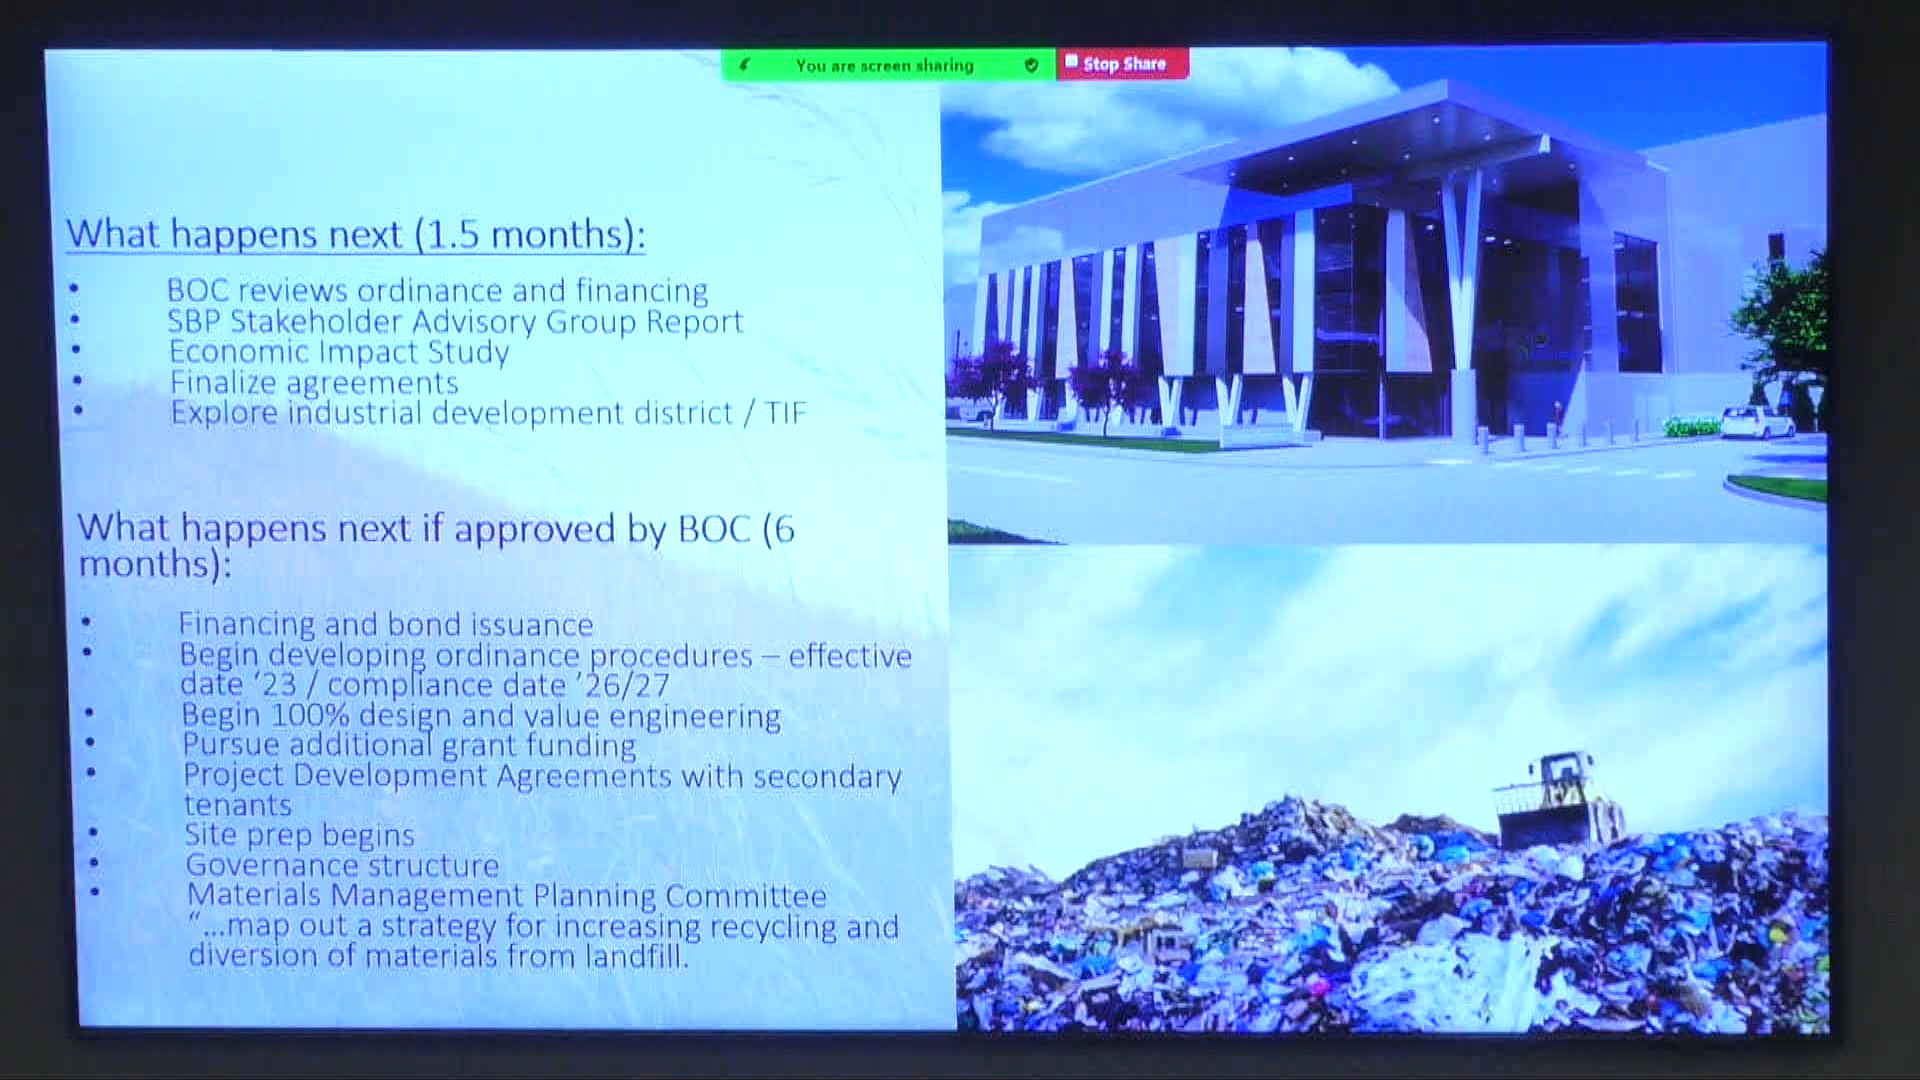 You are screen sharing
Stop Share
What happens next (1.5 months):
• BOC reviews ordinance and financing
• SBP Stakeholder Advisory Group Report
• Economic Impact Study
• Finalize agreements
• Explore industrial development district / TIF
What happens next if approved by BOC (6
months):
• Financing and bond issuance
• Begin developing ordinance procedures – effective
date ‘23 / compliance date ’26/27
• Begin 100% design and value engineering
• Pursue additional grant funding
• Project Development Agreements with secondary
tenants
• Site prep begins
• Governance structure
• Materials Management Planning Committee
“...map out a strategy for increasing recycling and
diversion of materials from landfill.